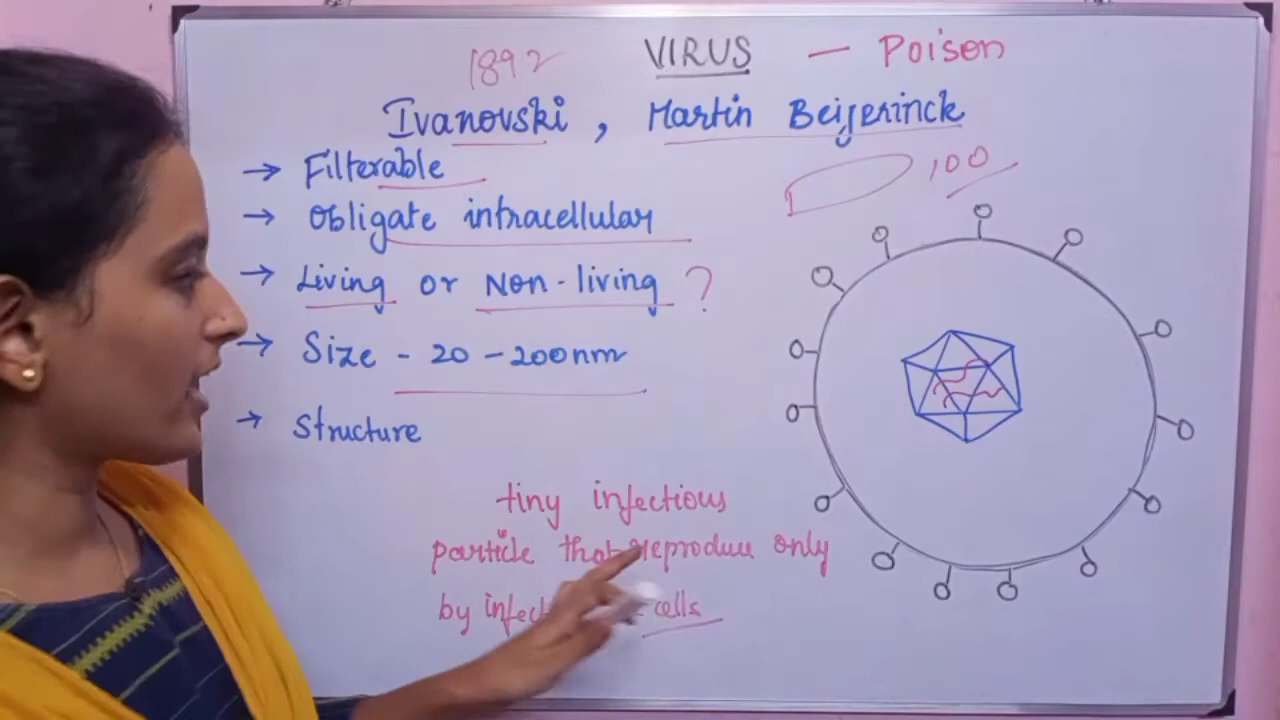 1892 VIRUS — Poison
Ivanovski, Martin Beijerinck
→ Filterable
100
→ Obligate intracellular
→ Living or Non-living ?
→ Size - 20 - 200nm
→ Structure
tiny infectious
particle that reproduce only
by infect cells